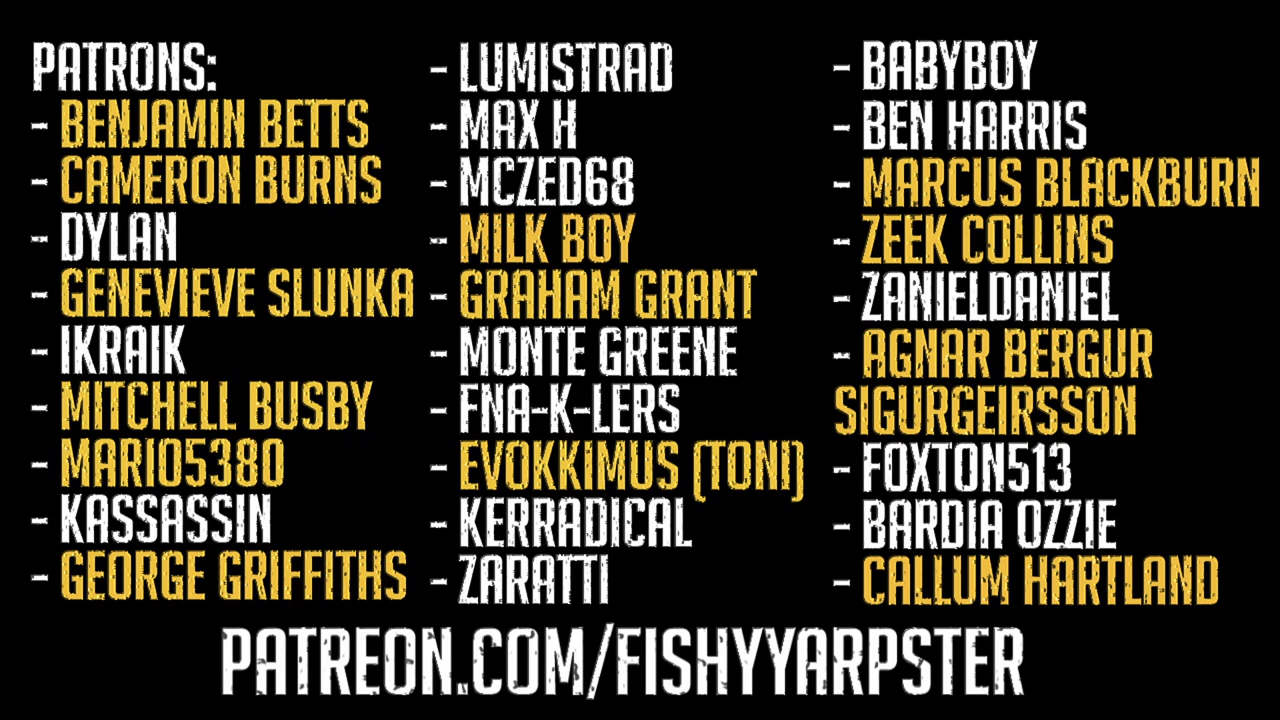 PATRONS:
- BENJAMIN BETTS
- CAMERON BURNS
- DYLAN
- GENEVIEVE SLUNKA
- IKRAIK
- MITCHELL BUSBY
- MARIO5380
- KASSASSIN
- GEORGE GRIFFITHS
- LUMISTRAD
- MAX H
- MCZED68
- MILK BOY
- GRAHAM GRANT
- MONTE GREENE
- FNA-K-LERS
- EVOKKIMUS (TONI)
- KERRADICAL
- ZARATTI
- BABYBOY
- BEN HARRIS
- MARCUS BLACKBURN
- ZEEK COLLINS
- ZANIELDANIEL
- AGNAR BERGUR
SIGURGEIRSSON
- FOXTON513
- BARDIA OZZIE
- CALLUM HARTLAND
PATREON.COM/FISHYYARPSTER